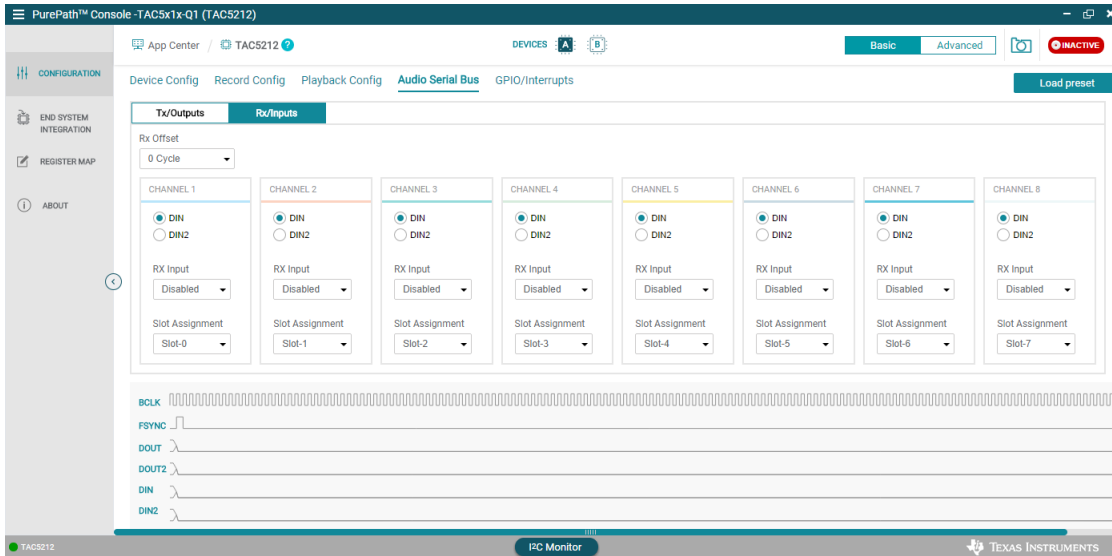 PurePath™ Console -TAC5x1x-Q1 (TAC5212)
App Center / TAC5212 ? DEVICES A B Basic Advanced INACTIVE
CONFIGURATION
Device Config Record Config Playback Config Audio Serial Bus GPIO/Interrupts
Load preset
END SYSTEM INTEGRATION
REGISTER MAP
ABOUT
Tx/Outputs Rx/Inputs
Rx Offset
0 Cycle
CHANNEL 1 CHANNEL 2 CHANNEL 3 CHANNEL 4 CHANNEL 5 CHANNEL 6 CHANNEL 7 CHANNEL 8
DIN DIN DIN DIN DIN DIN DIN DIN
DIN2 DIN2 DIN2 DIN2 DIN2 DIN2 DIN2 DIN2
RX Input RX Input RX Input RX Input RX Input RX Input RX Input RX Input
Disabled Disabled Disabled Disabled Disabled Disabled Disabled Disabled
Slot Assignment Slot Assignment Slot Assignment Slot Assignment Slot Assignment Slot Assignment Slot Assignment Slot Assignment
Slot-0 Slot-1 Slot-2 Slot-3 Slot-4 Slot-5 Slot-6 Slot-7
BCLK
FSYNC
DOUT
DOUT2
DIN
DIN2
TAC5212 I²C Monitor TEXAS INSTRUMENTS